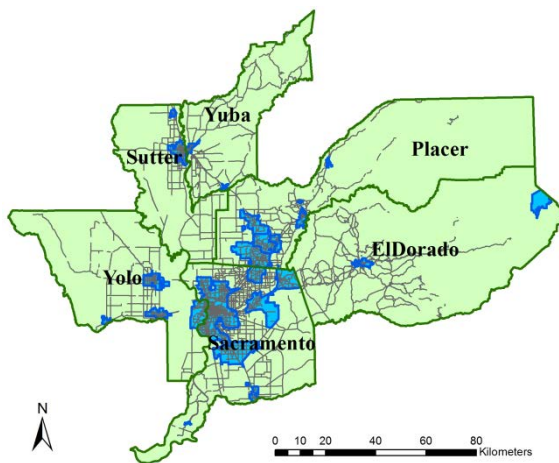 Yuba
Sutter
Placer
ElDorado
Yolo
Sacramento
N
0 10 20 40 60 80
Kilometers